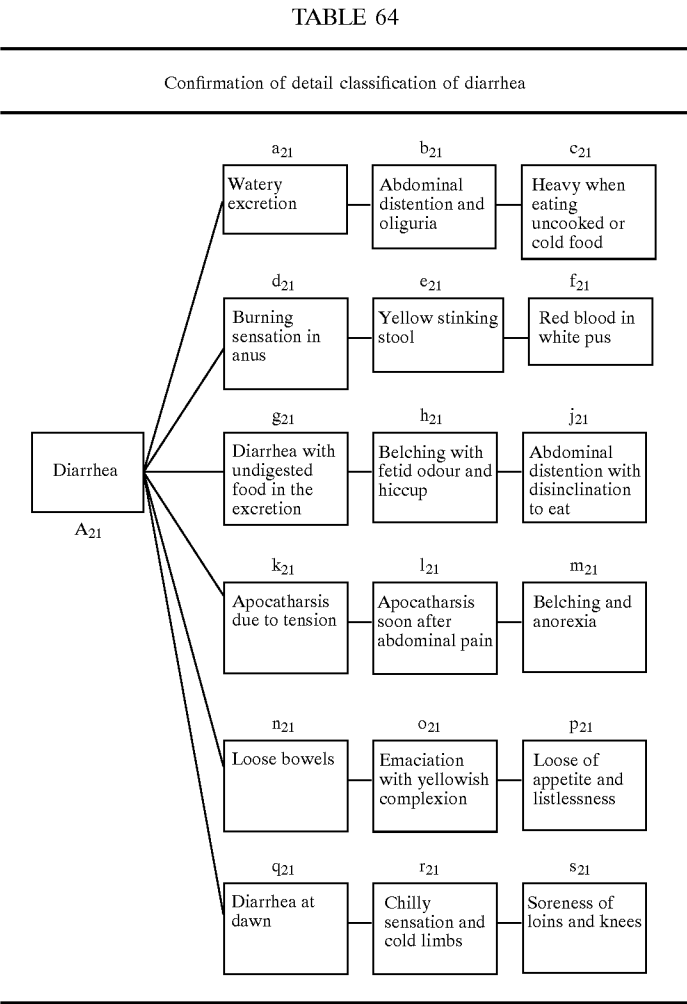 TABLE 64
Confirmation of detail classification of diarrhea
Diarrhea
A21
a21
Watery
excretion
b21
Abdominal
distention and
oliguria
c21
Heavy when
eating
uncooked or
cold food
d21
Burning
sensation in
anus
e21
Yellow stinking
stool
f21
Red blood in
white pus
g21
Diarrhea with
undigested
food in the
excretion
h21
Belching with
fetid odour and
hiccup
j21
Abdominal
distention with
disinclination
to eat
k21
Apocatharsis
due to tension
l21
Apocatharsis
soon after
abdominal pain
m21
Belching and
anorexia
n21
Loose bowels
o21
Emaciation
with yellowish
complexion
p21
Loose of
appetite and
listlessness
q21
Diarrhea at
dawn
r21
Chilly
sensation and
cold limbs
s21
Soreness of
loins and knees